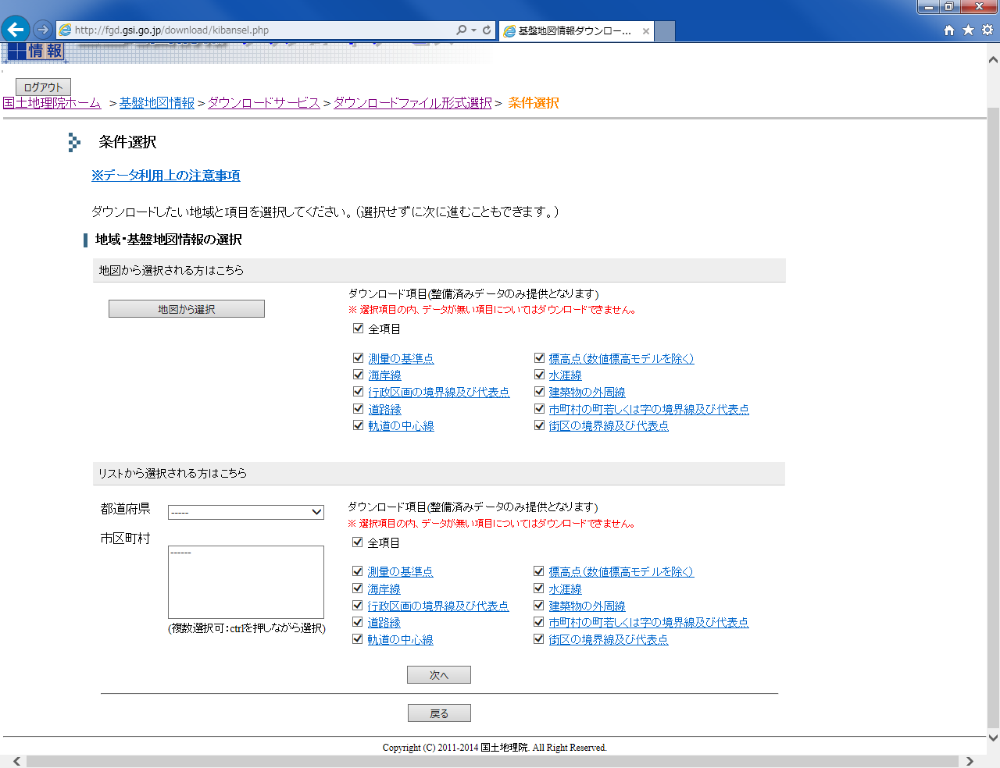 http://fgd.gsi.go.jp/download/kibansel.php
基盤地図情報ダウンロー...
情報
ログアウト
国土地理院ホーム >基盤地図情報>ダウンロードサービス>ダウンロードファイル形式選択> 条件選択
条件選択
※データ利用上の注意事項
ダウンロードしたい地域と項目を選択してください。（選択せずに次に進むこともできます。）
地域・基盤地図情報の選択
地図から選択される方はこちら
地図から選択
ダウンロード項目(整備済みデータのみ提供となります)
※ 選択項目の内、データが無い項目についてはダウンロードできません。
全項目
測量の基準点 標高点（数値標高モデルを除く）
海岸線 水涯線
行政区画の境界線及び代表点 建築物の外周線
道路縁 市町村の町若しくは字の境界線及び代表点
軌道の中心線 街区の境界線及び代表点
リストから選択される方はこちら
都道府県 -----
市区町村
------
(複数選択可：ctrlを押しながら選択)
ダウンロード項目(整備済みデータのみ提供となります)
※ 選択項目の内、データが無い項目についてはダウンロードできません。
全項目
測量の基準点 標高点（数値標高モデルを除く）
海岸線 水涯線
行政区画の境界線及び代表点 建築物の外周線
道路縁 市町村の町若しくは字の境界線及び代表点
軌道の中心線 街区の境界線及び代表点
次へ
戻る
Copyright (C) 2011-2014 国土地理院. All Right Reserved.